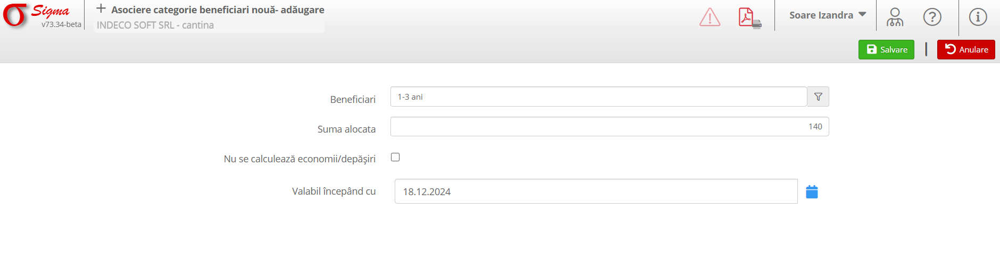 σ Sigma
v73.34-beta
Asociere categorie beneficiari nouă- adăugare
INDECO SOFT SRL - cantina
Soare Izandra
Salvare
Anulare
Beneficiari
1-3 ani
Suma alocata
140
Nu se calculează economii/depăşiri
Valabil începând cu
18.12.2024